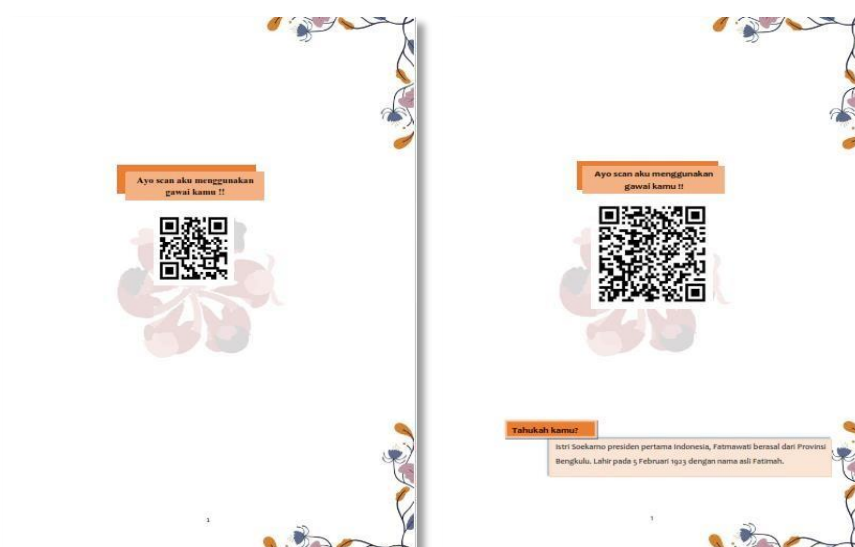 Ayo scan aku menggunakan
gawai kamu !!
1
Ayo scan aku menggunakan
gawai kamu !!
Tahukah kamu?
Istri Soekarno presiden pertama Indonesia, Fatmawati berasal dari Provinsi
Bengkulu. Lahir pada 5 Februari 1923 dengan nama asli Fatimah.
1